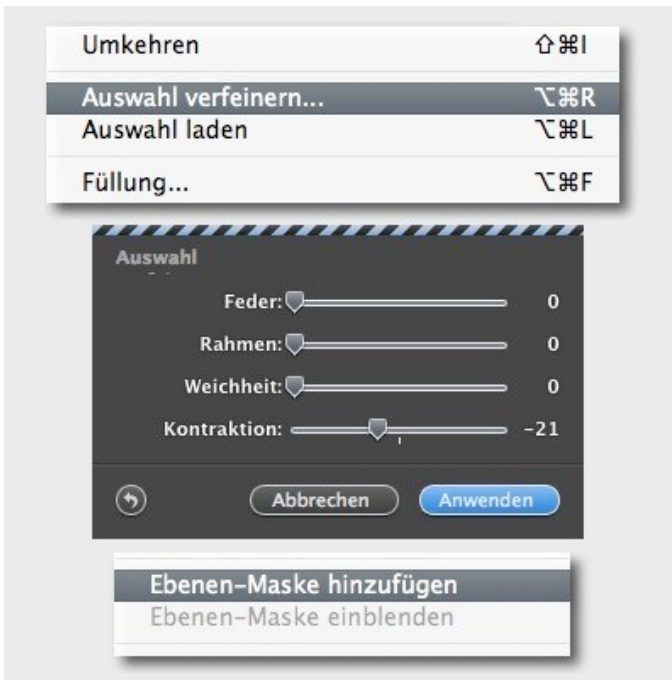 Umkehren ⇧⌘I
Auswahl verfeinern... ⌥⌘R
Auswahl laden ⌥⌘L
Füllung... ⌥⌘F
Auswahl
Feder: 0
Rahmen: 0
Weichheit: 0
Kontraktion: -21
Abbrechen Anwenden
Ebenen-Maske hinzufügen
Ebenen-Maske einblenden